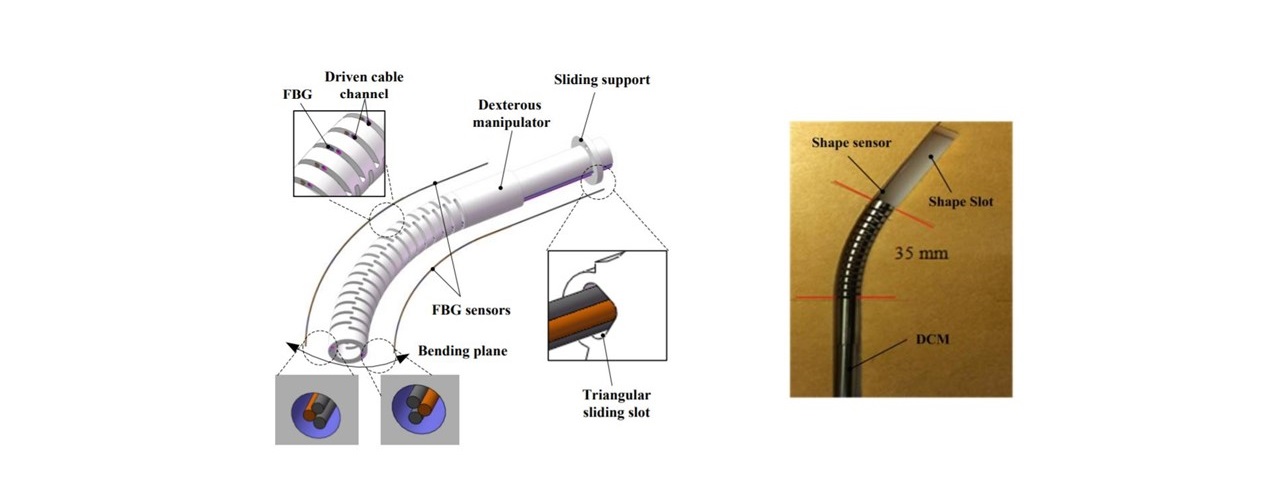 Driven cable
channel
FBG
Sliding support
Dexterous
manipulator
FBG sensors
Bending plane
Triangular
sliding slot
Shape sensor
Shape Slot
35 mm
DCM